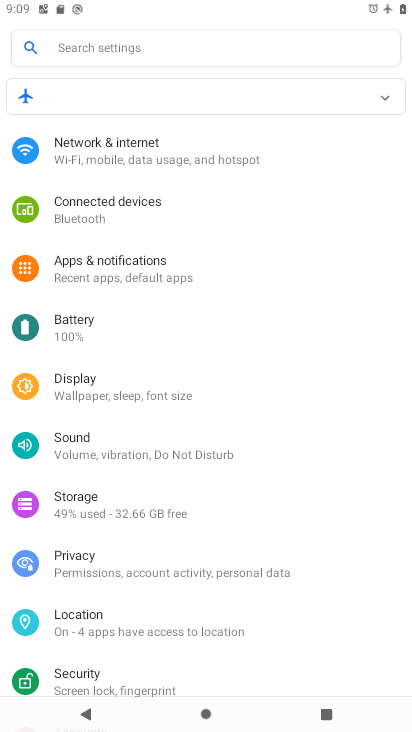 9:09
Search settings
Network & internet
Wi-Fi, mobile, data usage, and hotspot
Connected devices
Bluetooth
Apps & notifications
Recent apps, default apps
Battery
100%
Display
Wallpaper, sleep, font size
Sound
Volume, vibration, Do Not Disturb
Storage
49% used - 32.66 GB free
Privacy
Permissions, account activity, personal data
Location
On - 4 apps have access to location
Security
Screen lock, fingerprint
Accounts